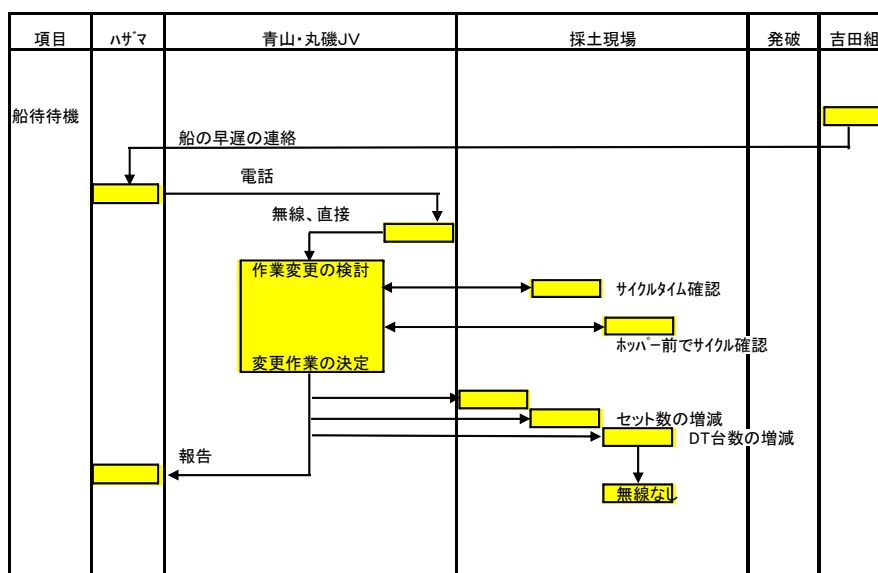 項目 ﾊｻﾞﾏ 青山・丸磯JV 採土現場 発破 吉田組
船待待機
船の早遅の連絡
電話
無線、直接
作業変更の検討
ｻｲｸﾙﾀｲﾑ確認
ﾎｯﾊﾟｰ前でｻｲｸﾙ確認
変更作業の決定
セット数の増減
DT台数の増減
報告
無線なし